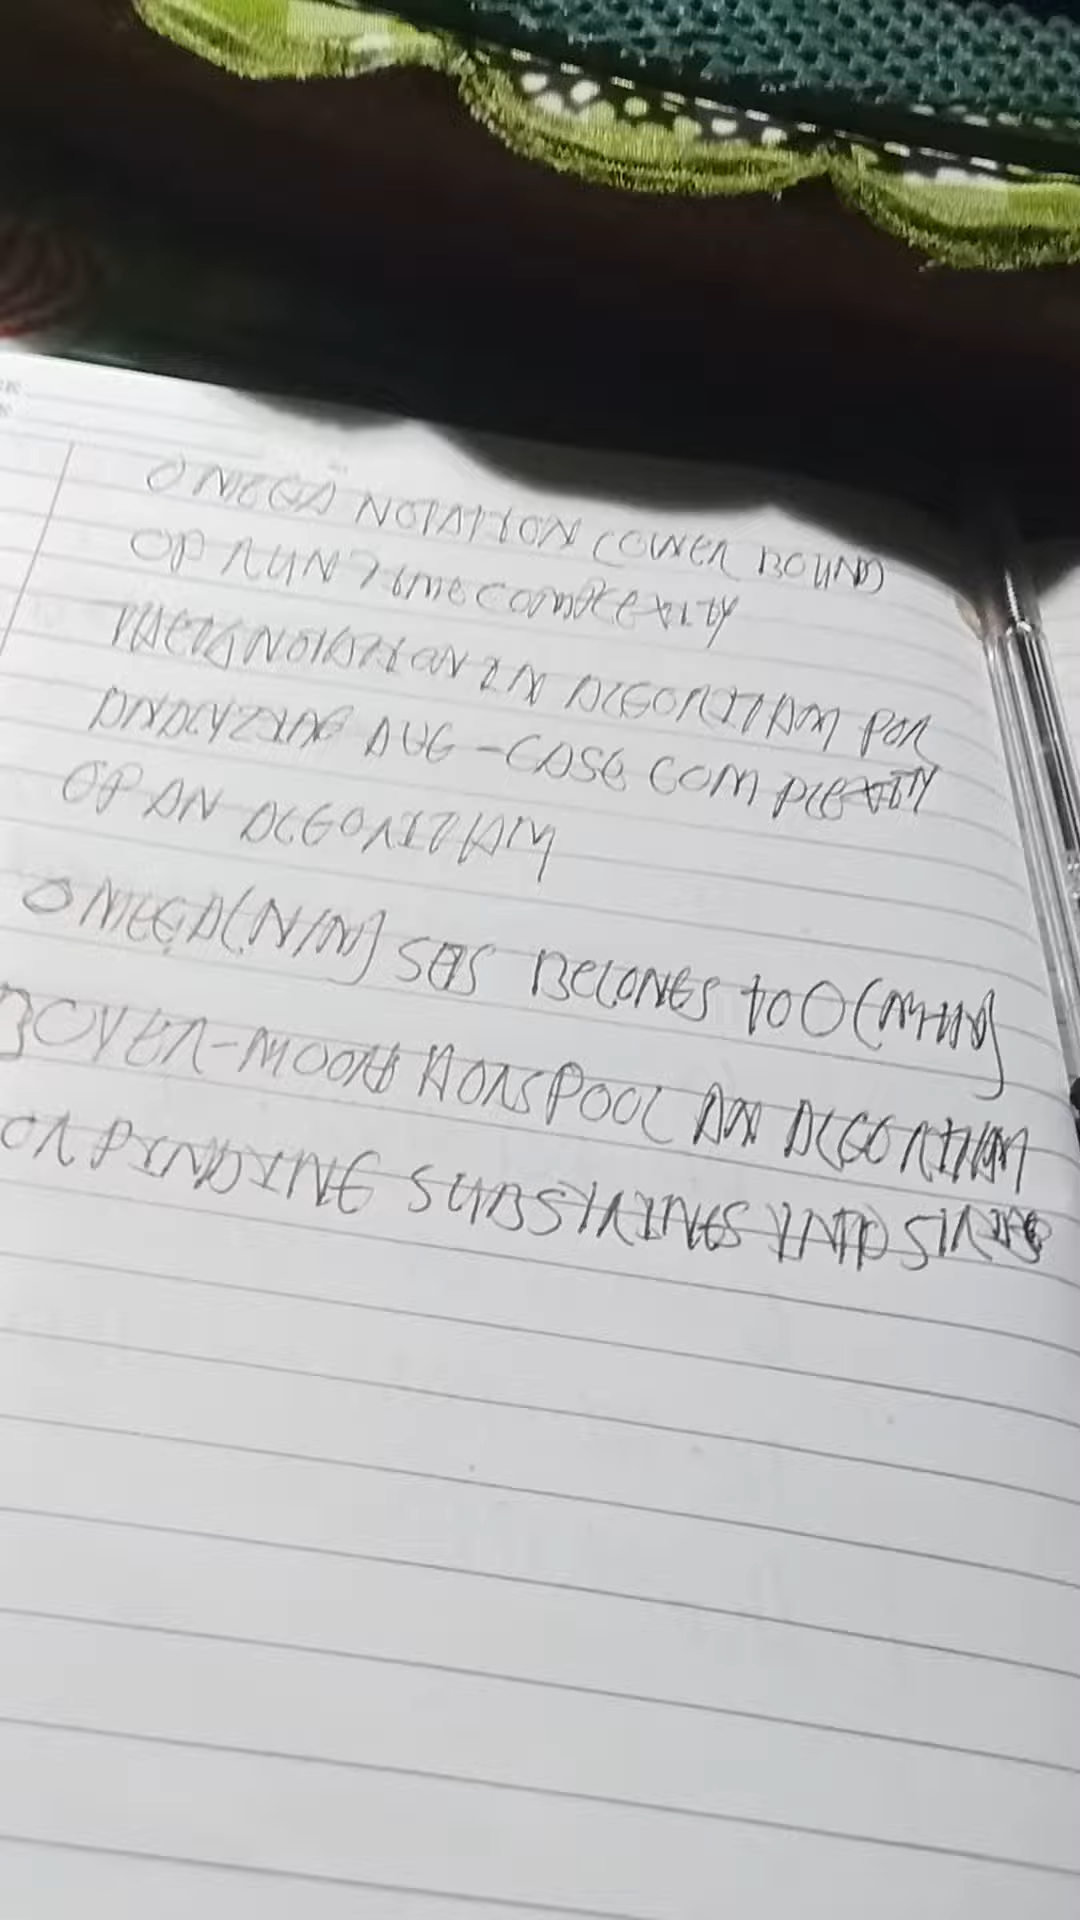 OMEGA NOTATION LOWER BOUND
OF RUN TIME COMPLEXITY
THETA NOTATION IN ALGORITHM FOR
ANALYZING AVG-CASE COMPLEXITY
OF AN ALGORITHM
OMEGA(N/M) BELONGS to O(M+N)
BOYER-MOORE HORSPOOL AN ALGORITHM
OR FINDING SUBSTRINGS INTO STRINGS